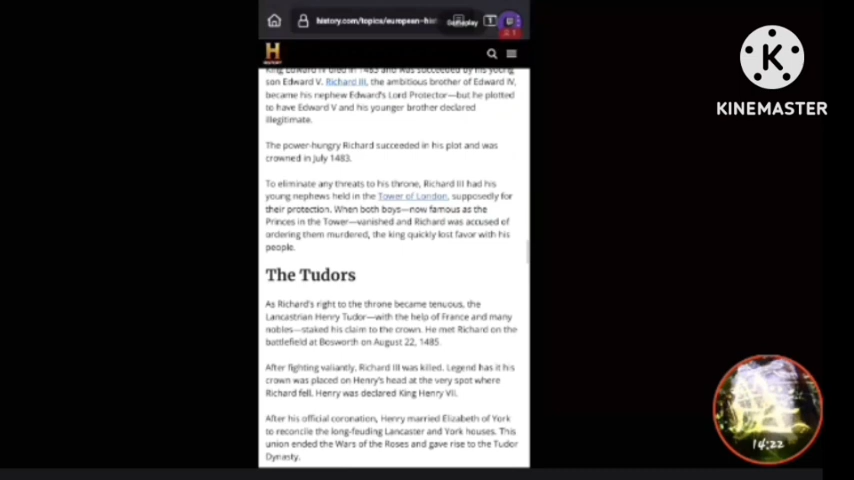 history.com/topics/european-his
Gameplay
1
H
HISTORY
King Edward IV died in 1483 and was succeeded by his young
son Edward V. Richard III, the ambitious brother of Edward IV,
became his nephew Edward's Lord Protector—but he plotted
to have Edward V and his younger brother declared
illegitimate.
The power-hungry Richard succeeded in his plot and was
crowned in July 1483.
To eliminate any threats to his throne, Richard III had his
young nephews held in the Tower of London, supposedly for
their protection. When both boys—now famous as the
Princes in the Tower—vanished and Richard was accused of
ordering them murdered, the king quickly lost favor with his
people.
The Tudors
As Richard's right to the throne became tenuous, the
Lancastrian Henry Tudor—with the help of France and many
nobles—staked his claim to the crown. He met Richard on the
battlefield at Bosworth on August 22, 1485.
After fighting valiantly, Richard III was killed. Legend has it his
crown was placed on Henry's head at the very spot where
Richard fell. Henry was declared King Henry VII.
After his official coronation, Henry married Elizabeth of York
to reconcile the long-feuding Lancaster and York houses. This
union ended the Wars of the Roses and gave rise to the Tudor
Dynasty.
K
KINEMASTER
14:22